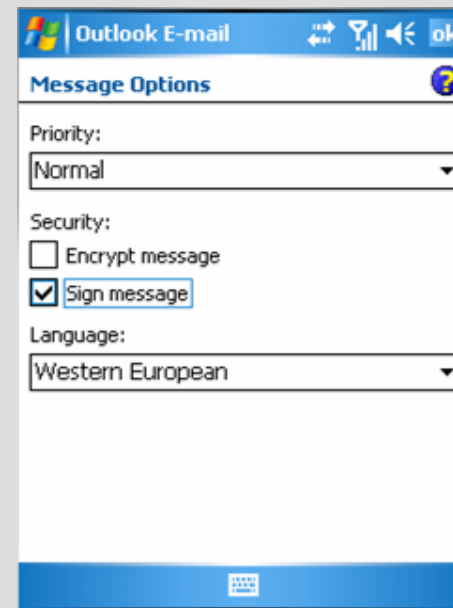 Outlook E-mail ok
Message Options
Priority:
Normal
Security:
Encrypt message
Sign message
Language:
Western European